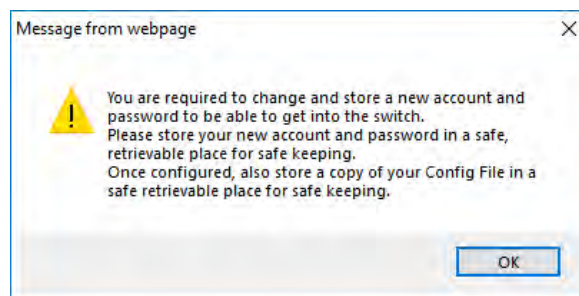 Message from webpage
You are required to change and store a new account and
password to be able to get into the switch.
Please store your new account and password in a safe,
retrievable place for safe keeping.
Once configured, also store a copy of your Config File in a
safe retrievable place for safe keeping.
OK